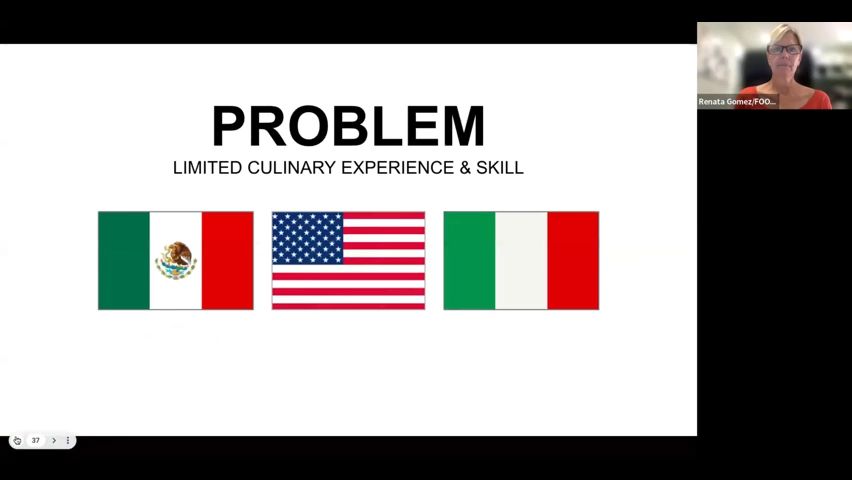 PROBLEM
LIMITED CULINARY EXPERIENCE & SKILL
Renata Gomez/FOO...
37